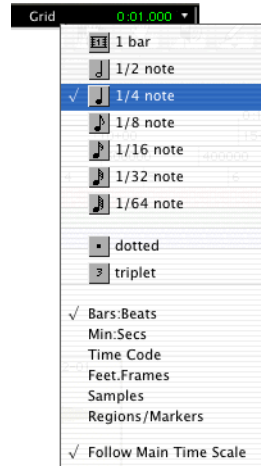 Grid 0:01.000
1 bar
1/2 note
✓ 1/4 note
1/8 note
1/16 note
1/32 note
1/64 note
dotted
3 triplet
✓ Bars:Beats
Min:Secs
Time Code
Feet.Frames
Samples
Regions/Markers
✓ Follow Main Time Scale